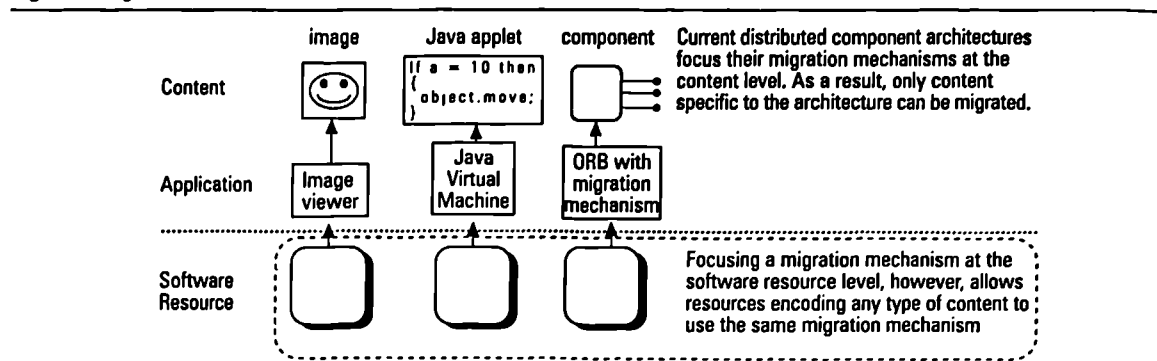 image
Java applet
component
Content
If a = 10 then
{
object.move;
}
Current distributed component architectures
focus their migration mechanisms at the
content level. As a result, only content
specific to the architecture can be migrated.
Application
Image
viewer
Java
Virtual
Machine
ORB with
migration
mechanism
Software
Resource
Focusing a migration mechanism at the
software resource level, however, allows
resources encoding any type of content to
use the same migration mechanism